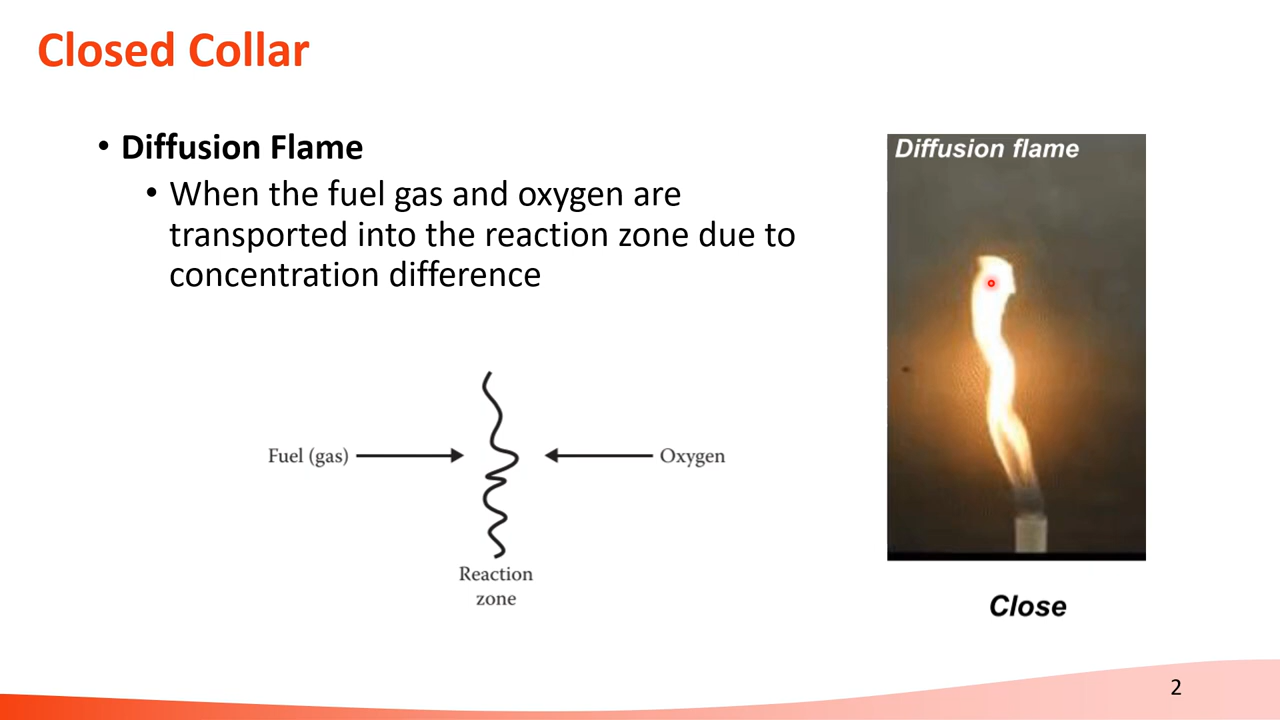 Closed Collar
• Diffusion Flame
• When the fuel gas and oxygen are
transported into the reaction zone due to
concentration difference
Fuel (gas)
Oxygen
Reaction
zone
Diffusion flame
Close
2